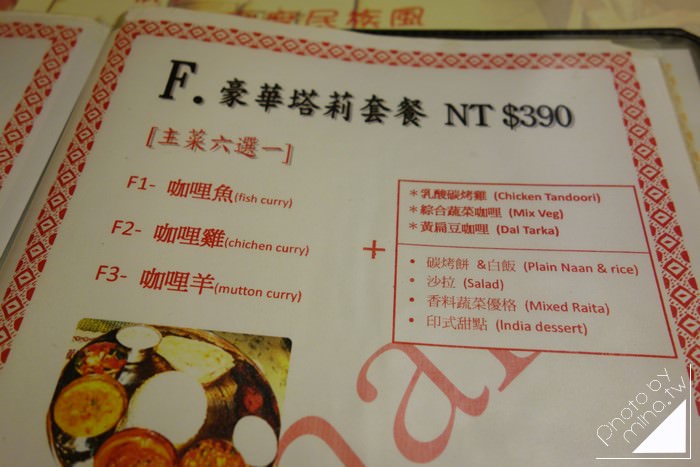 民族風
F. 豪華塔莉套餐 NT $390
[主菜六選一]
F1- 咖哩魚(fish curry)
F2- 咖哩雞(chichen curry)
F3- 咖哩羊(mutton curry)
+
＊乳酸碳烤雞 (Chicken Tandoori)
＊綜合蔬菜咖哩 (Mix Veg)
＊黃扁豆咖哩 (Dal Tarka)
• 碳烤餅 &白飯 (Plain Naan & rice)
• 沙拉 (Salad)
• 香料蔬菜優格 (Mixed Raita)
• 印式甜點 (India dessert)
photo by
miha.tw